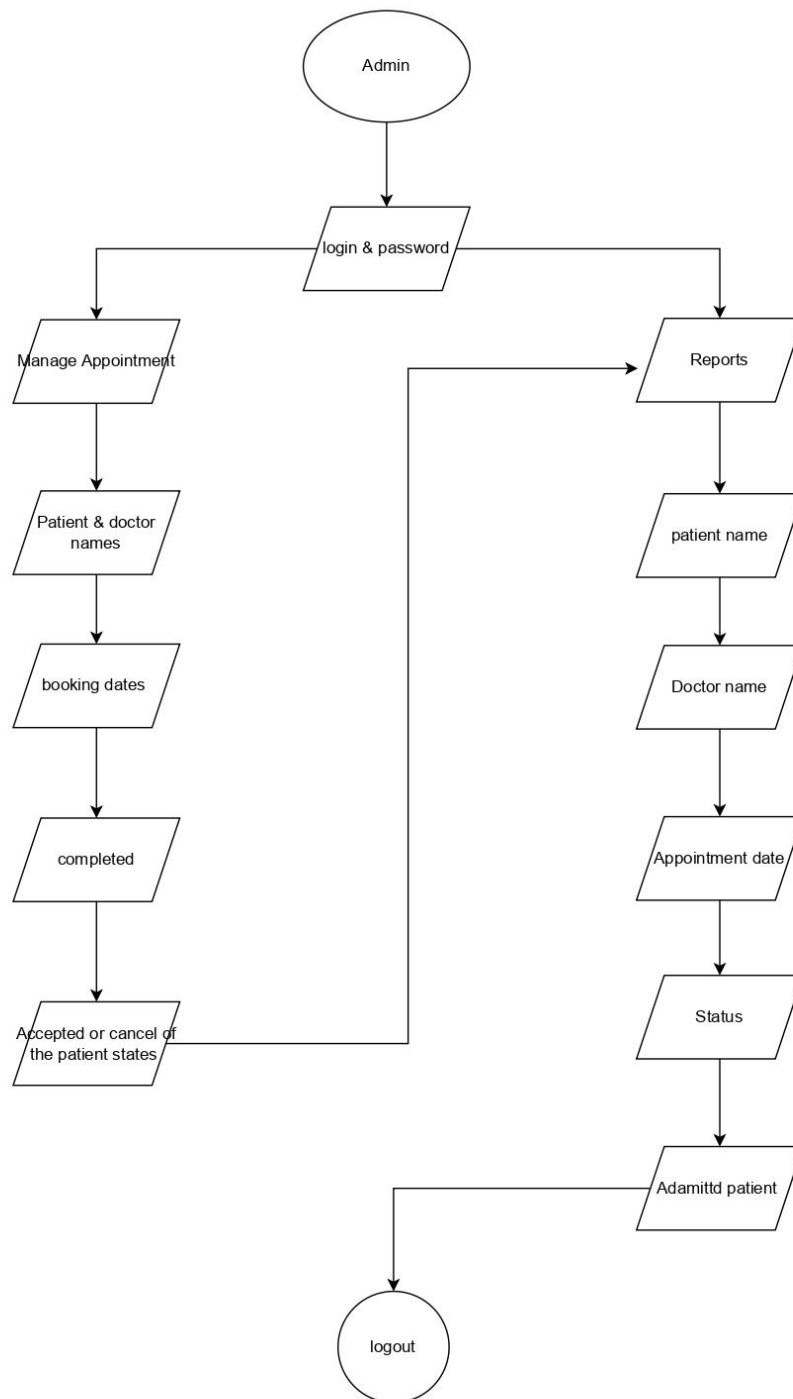 Admin
login & password
Manage Appointment
Patient & doctor
names
booking dates
completed
Accepted or cancel of
the patient states
Reports
patient name
Doctor name
Appointment date
Status
Adamittd patient
logout